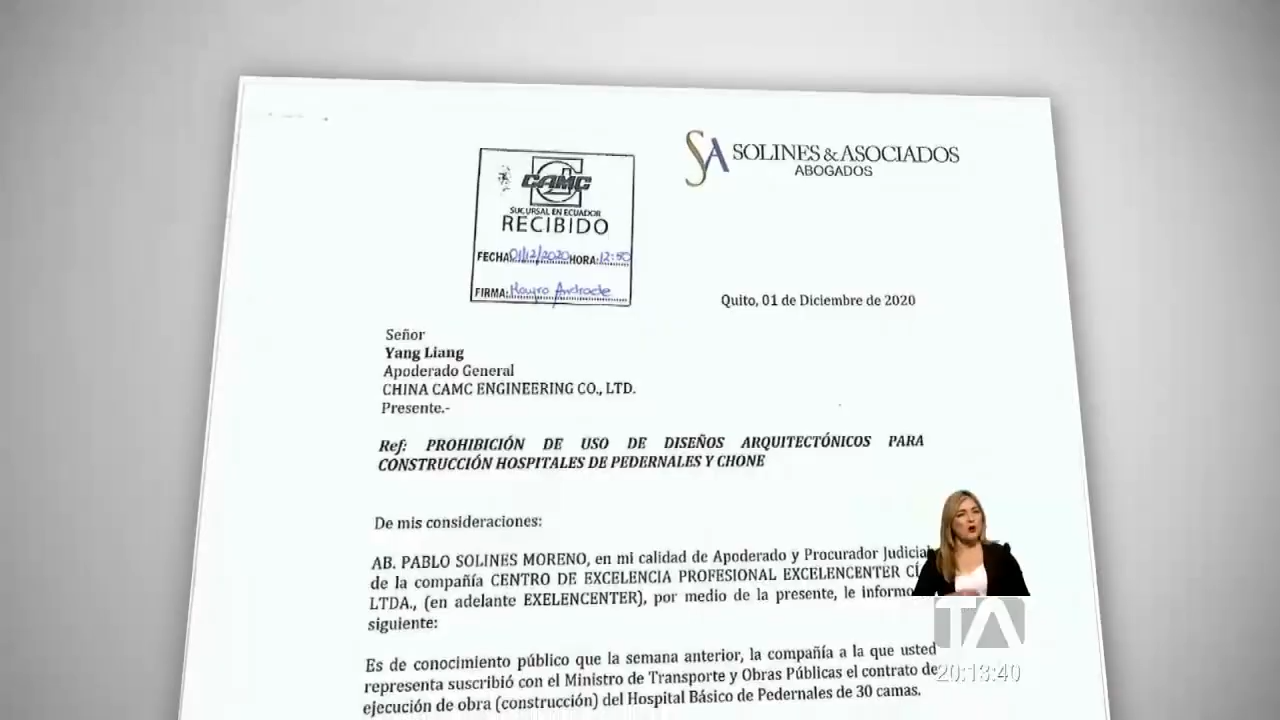 SA SOLINES & ASOCIADOS
ABOGADOS
CAMC
SUCURSAL EN ECUADOR
RECIBIDO
FECHA: 01/12/2020 HORA: 12:50
FIRMA: Mayra Andrade
Quito, 01 de Diciembre de 2020
Señor
Yang Liang
Apoderado General
CHINA CAMC ENGINEERING CO., LTD.
Presente.-
Ref: PROHIBICIÓN DE USO DE DISEÑOS ARQUITECTÓNICOS PARA
CONSTRUCCIÓN HOSPITALES DE PEDERNALES Y CHONE
De mis consideraciones:
AB. PABLO SOLINES MORENO, en mi calidad de Apoderado y Procurador Judicial
de la compañía CENTRO DE EXCELENCIA PROFESIONAL EXCELENCENTER CÍ
LTDA., (en adelante EXELENCENTER), por medio de la presente, le informo
siguiente:
Es de conocimiento público que la semana anterior, la compañía a la que usted
representa suscribió con el Ministro de Transporte y Obras Públicas el contrato de
ejecución de obra (construcción) del Hospital Básico de Pedernales de 30 camas.
TA
20:13:40